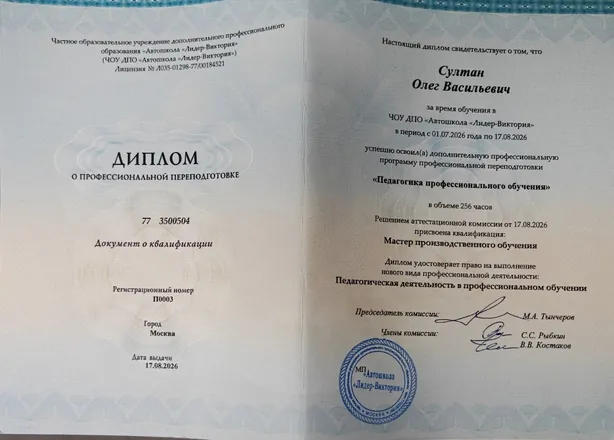 Частное образовательное учреждение дополнительного профессионального
образования «Автошкола «Лидер-Виктория»
(ЧОУ ДПО «Автошкола «Лидер-Виктория»)
Лицензия № Л035-01298-77/00184521
ДИПЛОМ
О ПРОФЕССИОНАЛЬНОЙ ПЕРЕПОДГОТОВКЕ
77 3500504
Документ о квалификации
Регистрационный номер
П0003
Город
Москва
Дата выдачи
17.08.2026
Настоящий диплом свидетельствует о том, что
Султан
Олег Васильевич
за время обучения в
ЧОУ ДПО «Автошкола «Лидер-Виктория»
в период с 01.07.2026 года по 17.08.2026
успешно освоил(а) дополнительную профессиональную
программу профессиональной переподготовки
«Педагогика профессионального обучения»
в объеме 256 часов
Решением аттестационной комиссии от 17.08.2026
присвоена квалификация:
Мастер производственного обучения
Диплом удостоверяет право на выполнение
нового вида профессиональной деятельности:
Педагогическая деятельность в профессиональном обучении
Председатель комиссии: М.А. Тынчеров
Члены комиссии: С.С. Рыбкин
В.В. Костаков
МП
«Автошкола
«Лидер-Виктория»
МОСКВА